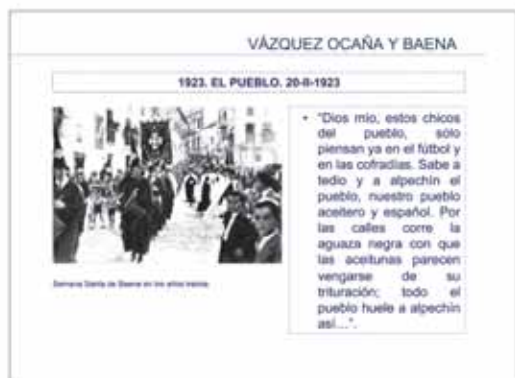 VÁZQUEZ OCAÑA Y BAENA
1923. EL PUEBLO. 20-II-1923
• "Dios mío, estos chicos
del pueblo, sólo
piensan ya en el fútbol y
en las cofradías. Sabe a
tedio y a alpechín el
pueblo, nuestro pueblo
aceitero y español. Por
las calles corre la
aguaza negra con que
las aceitunas parecen
vengarse de su
trituración; todo el
pueblo huele a alpechín
así...".
Semana Santa de Baena en los años treinta